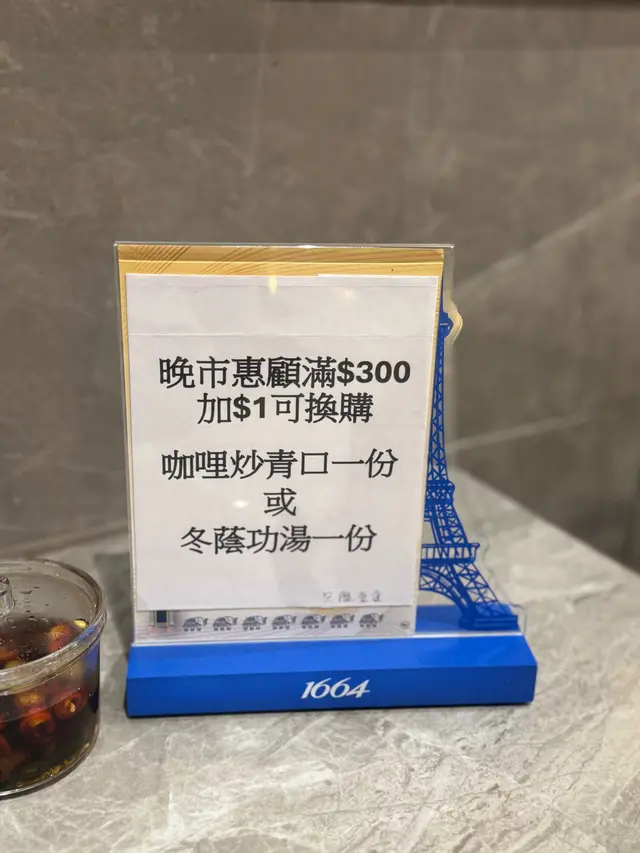 晚市惠顧滿$300
加$1可換購
咖哩炒青口一份
或
冬蔭功湯一份
1664